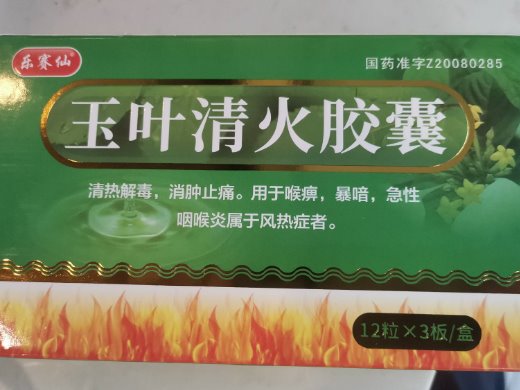 乐赛仙
国药准字Z20080285
玉叶清火胶囊
清热解毒，消肿止痛。用于喉痹，暴喑，急性
咽喉炎属于风热症者。
12粒×3板/盒